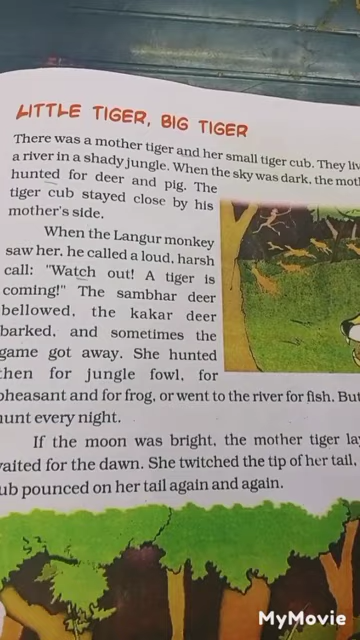 LITTLE TIGER, BIG TIGER
There was a mother tiger and her small tiger cub. They
a river in a shady jungle. When the sky was dark, the
hunted for deer and pig. The
tiger cub stayed close by his
mother's side.
When the Langur monkey
saw her, he called a loud, harsh
call: "Watch out! A tiger is
coming!" The sambhar deer
bellowed, the kakar deer
barked, and sometimes the
game got away. She hunted
then for jungle fowl, for
pheasant and for frog, or went to the river for fish. But
hunt every night.
If the moon was bright, the mother tiger
waited for the dawn. She twitched the tip of her tail,
cub pounced on her tail again and again.
MyMovie